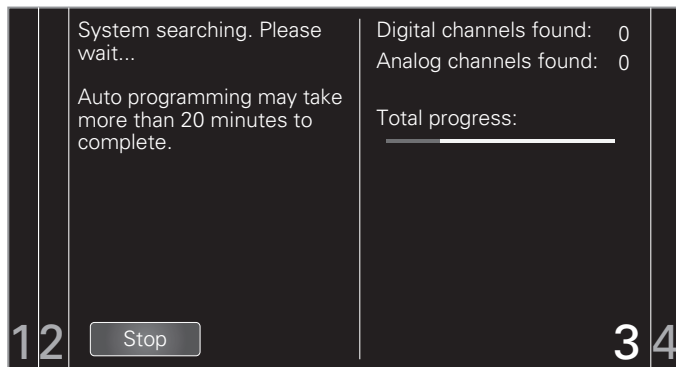 System searching. Please
wait...
Auto programming may take
more than 20 minutes to
complete.
Stop
Digital channels found: 0
Analog channels found: 0
Total progress:
1 2 3 4